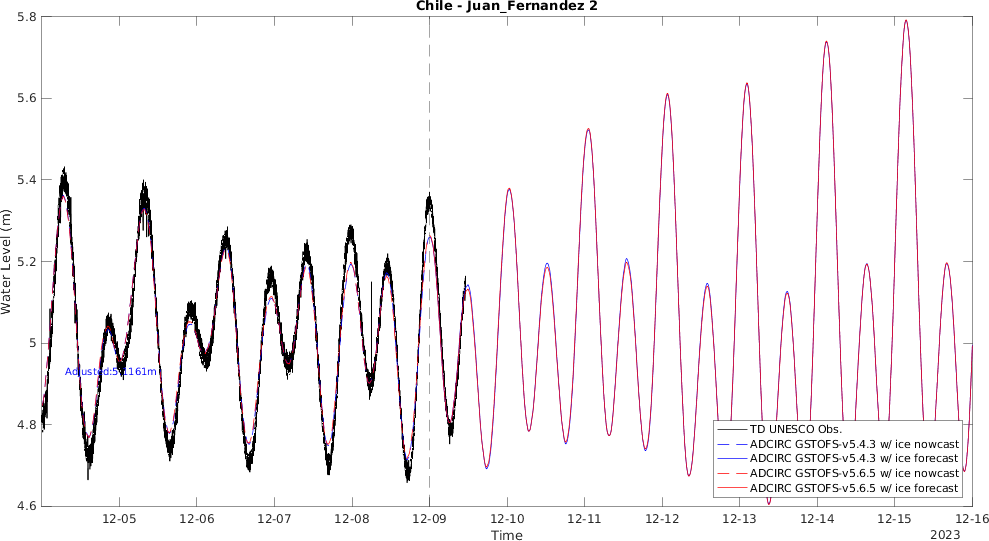 Chile - Juan_Fernandez 2
Water Level (m)
5.8
5.6
5.4
5.2
5
4.8
4.6
Adjusted:5.1161m
TD UNESCO Obs.
ADCIRC GSTOFS-v5.4.3 w/ ice nowcast
ADCIRC GSTOFS-v5.4.3 w/ ice forecast
ADCIRC GSTOFS-v5.6.5 w/ ice nowcast
ADCIRC GSTOFS-v5.6.5 w/ ice forecast
12-05 12-06 12-07 12-08 12-09 12-10 12-11 12-12 12-13 12-14 12-15 12-16
Time
2023